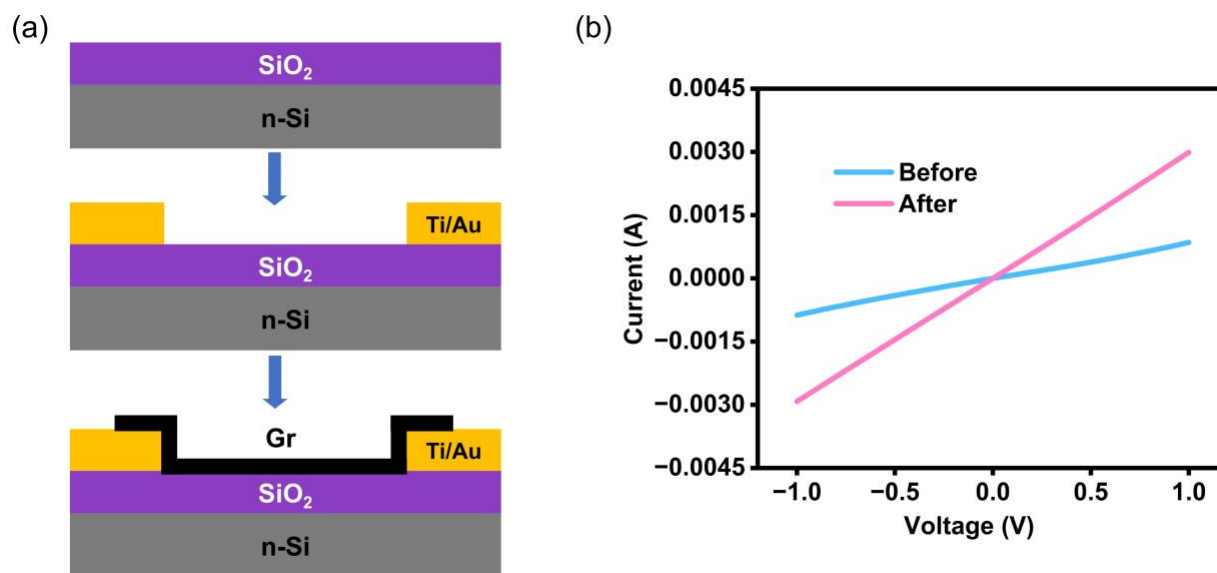 (a)
SiO₂
n-Si
Ti/Au
SiO₂
n-Si
Gr
Ti/Au
SiO₂
n-Si
(b)
0.0045
0.0030
0.0015
0.0000
−0.0015
−0.0030
−0.0045
Current (A)
Before
After
−1.0 −0.5 0.0 0.5 1.0
Voltage (V)